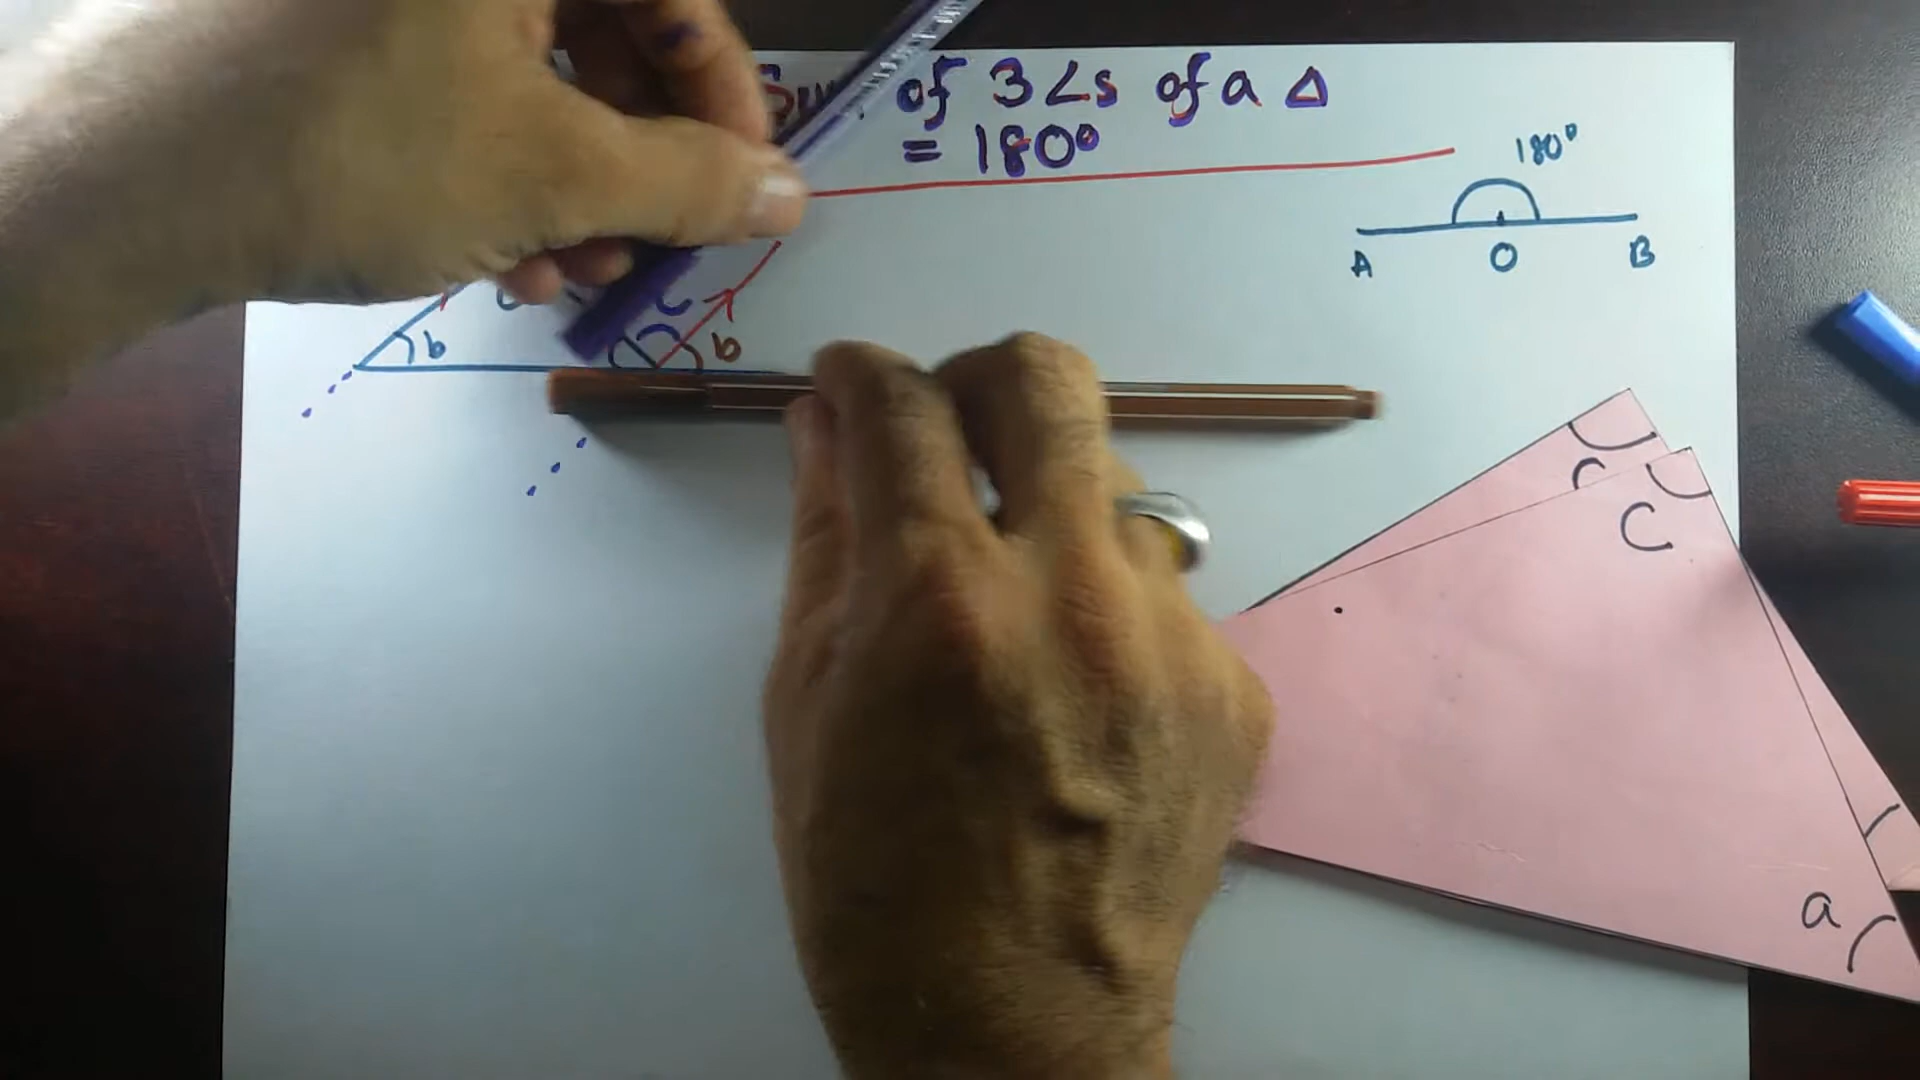 of 3 ∠s of a Δ
= 180°
180°
A O B
b
c
b
c
C
a